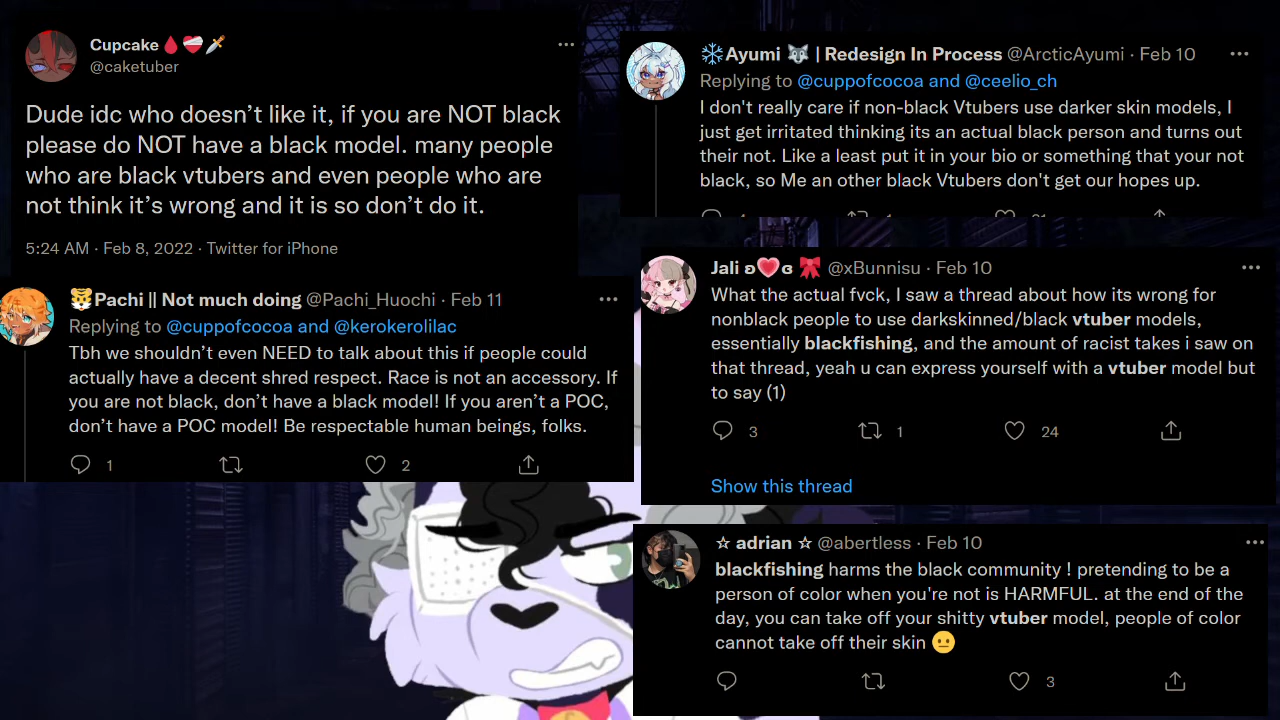 Cupcake 🩸❤️‍🩹🗡️
@caketuber
Dude idc who doesn’t like it, if you are NOT black
please do NOT have a black model. many people
who are black vtubers and even people who are
not think it’s wrong and it is so don’t do it.
5:24 AM · Feb 8, 2022 · Twitter for iPhone
🐯Pachi || Not much doing @Pachi_Huochi · Feb 11
Replying to @cuppofcocoa and @kerokerolilac
Tbh we shouldn’t even NEED to talk about this if people could
actually have a decent shred respect. Race is not an accessory. If
you are not black, don’t have a black model! If you aren’t a POC,
don’t have a POC model! Be respectable human beings, folks.
1
2
❄️Ayumi 🐺 | Redesign In Process @ArcticAyumi · Feb 10
Replying to @cuppofcocoa and @ceelio_ch
I don't really care if non-black Vtubers use darker skin models, I
just get irritated thinking its an actual black person and turns out
their not. Like a least put it in your bio or something that your not
black, so Me an other black Vtubers don't get our hopes up.
Jali ʚ💗ɞ 🎀 @xBunnisu · Feb 10
What the actual fvck, I saw a thread about how its wrong for
nonblack people to use darkskinned/black vtuber models,
essentially blackfishing, and the amount of racist takes i saw on
that thread, yeah u can express yourself with a vtuber model but
to say (1)
3
1
24
Show this thread
☆ adrian ☆ @abertless · Feb 10
blackfishing harms the black community ! pretending to be a
person of color when you're not is HARMFUL. at the end of the
day, you can take off your shitty vtuber model, people of color
cannot take off their skin 😐
3